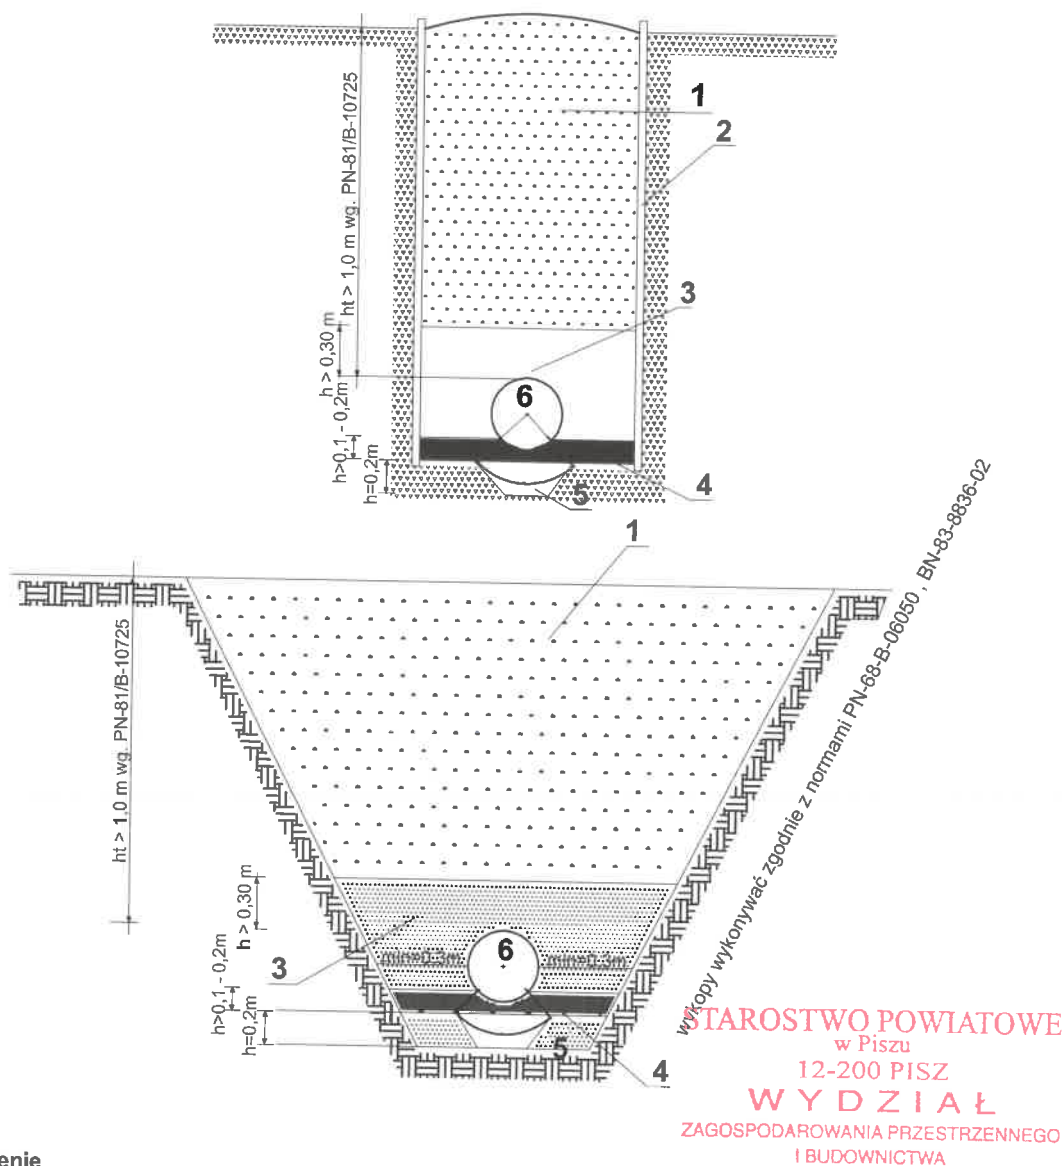 1
2
ht > 1,0 m wg. PN-81/B-10725
3
h > 0,30 m
6
h>0,1 - 0,2m
h=0,2m
4
5
1
wykopy wykonywać zgodnie z normami PN-68-B-06050 , BN-83-8836-02
ht > 1,0 m wg. PN-81/B-10725
h > 0,30 m
6
min=0.3m
min=0.3m
3
h>0,1 - 0,2m
h=0,2m
5
4
STAROSTWO POWIATOWE
w Piszu
12-200 PISZ
WYDZIAŁ
ZAGOSPODAROWANIA PRZESTRZENNEGO
I BUDOWNICTWA